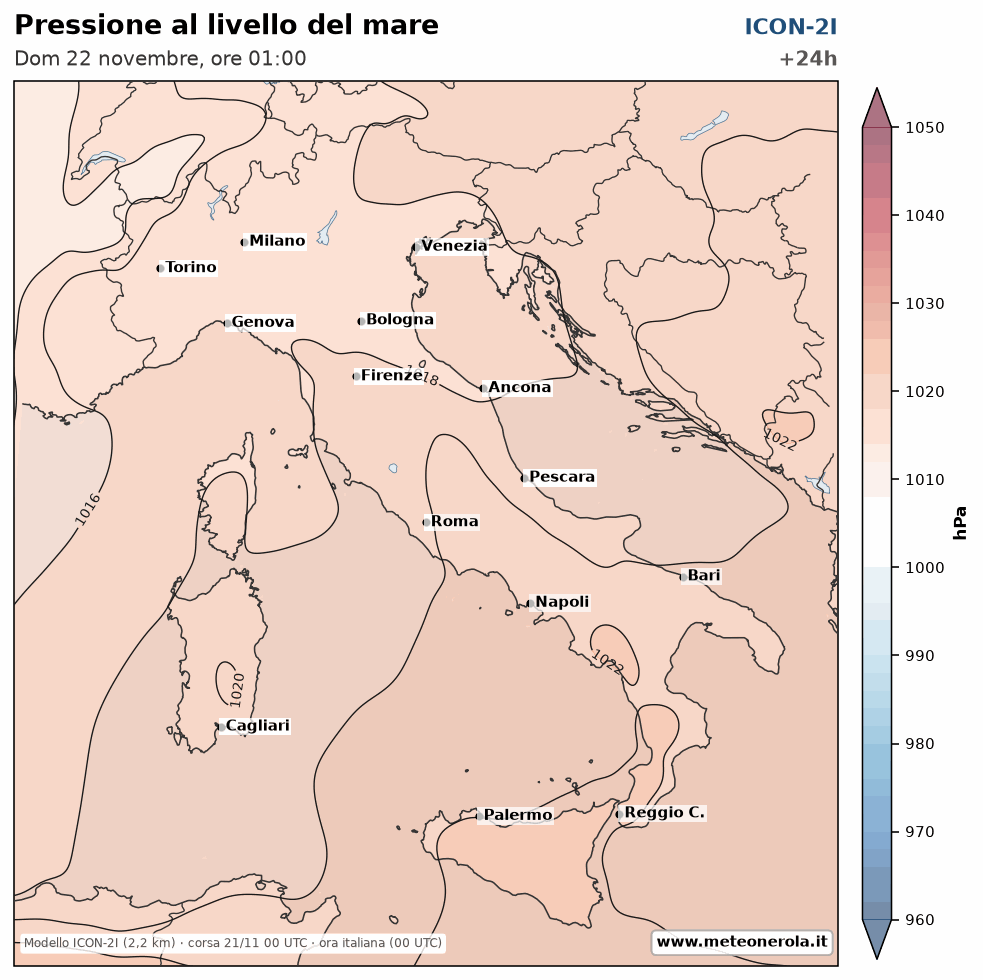 Pressione al livello del mare
ICON-2I
Dom 22 novembre, ore 01:00
+24h
1050
1040
1030
1020
1010
1000
990
980
970
960
hPa
Milano
Venezia
Torino
Genova
Bologna
Firenze
1018
Ancona
1022
Pescara
1016
Roma
Bari
Napoli
1022
1020
Cagliari
Palermo
Reggio C.
Modello ICON-2I (2,2 km) · corsa 21/11 00 UTC · ora italiana (00 UTC)
www.meteonerola.it